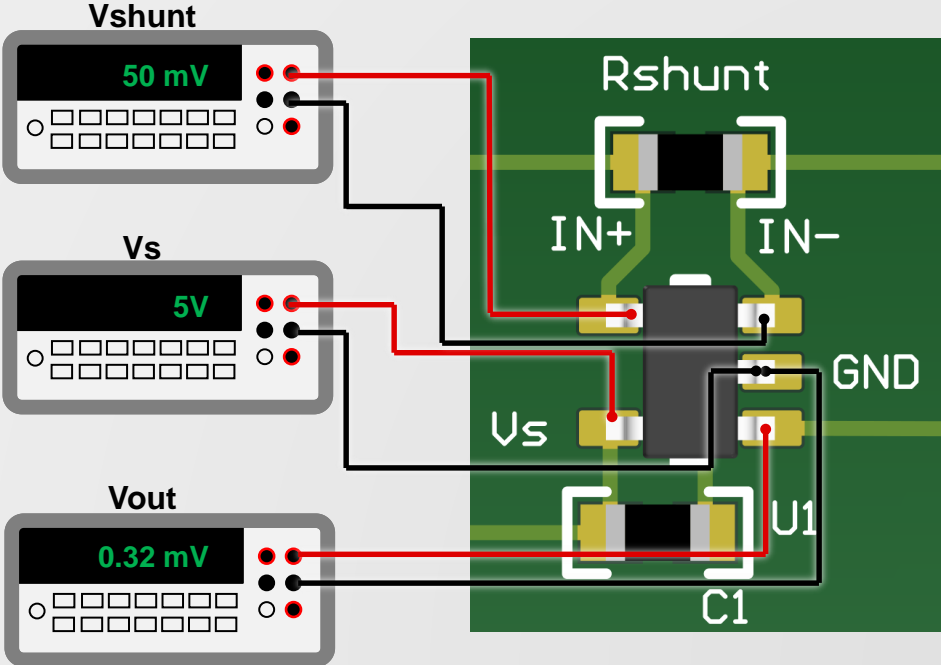 Vshunt
50 mV
Rshunt
IN+
IN-
Vs
5V
GND
Vs
Vout
0.32 mV
U1
C1